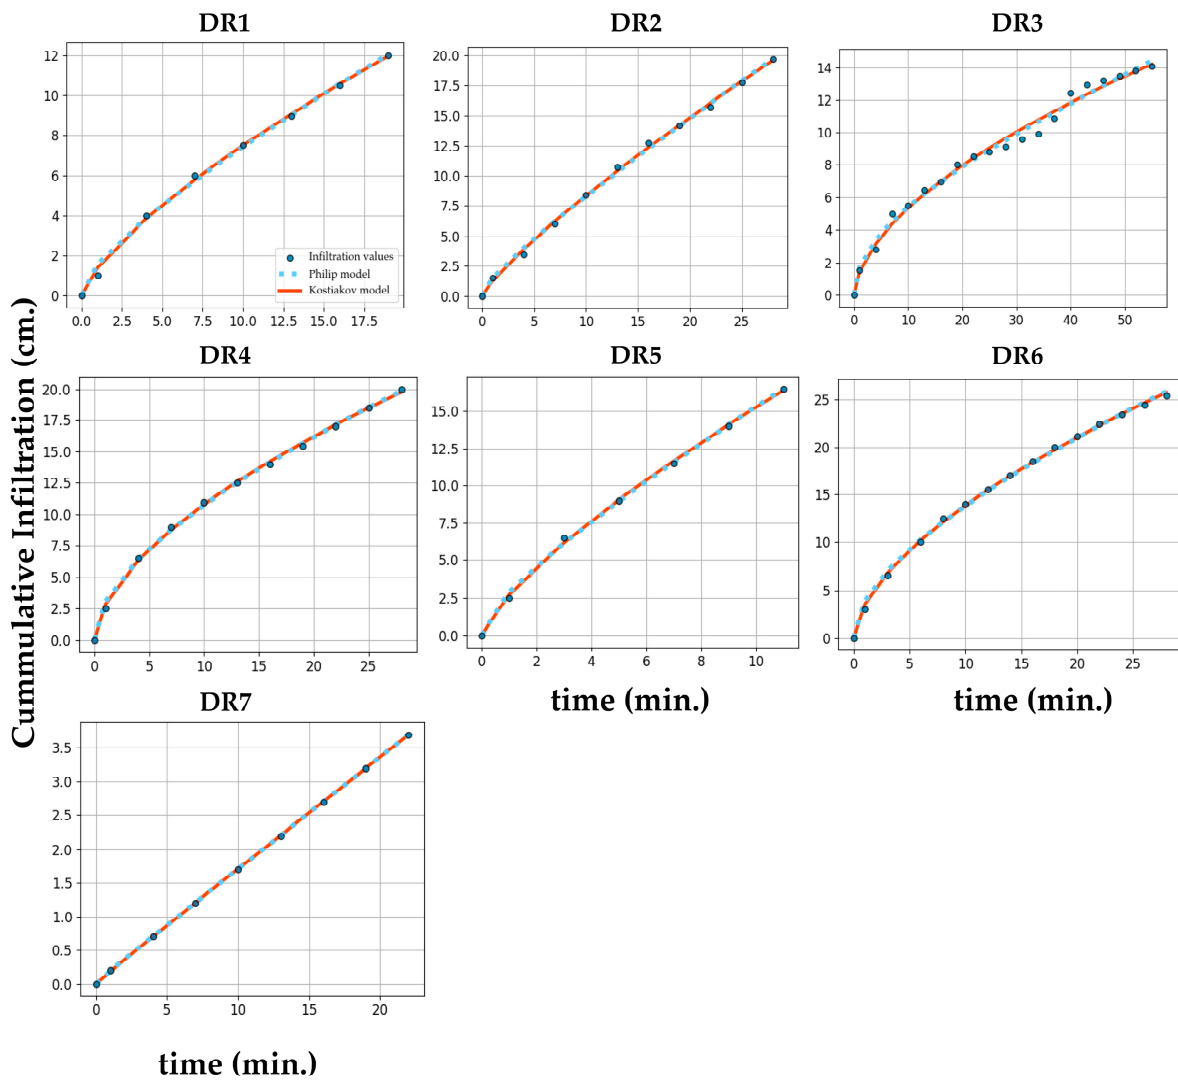 DR1
DR2
DR3
12
10
8
6
4
2
0
0.0 2.5 5.0 7.5 10.0 12.5 15.0 17.5
Infiltration values
Philip model
Kostiakov model
20.0
17.5
15.0
12.5
10.0
7.5
5.0
2.5
0.0
0 5 10 15 20 25
14
12
10
8
6
4
2
0
0 10 20 30 40 50
Cummulative Infiltration (cm.)
DR4
DR5
DR6
20.0
17.5
15.0
12.5
10.0
7.5
5.0
2.5
0.0
0 5 10 15 20 25
15.0
12.5
10.0
7.5
5.0
2.5
0.0
0 2 4 6 8 10
25
20
15
10
5
0
0 5 10 15 20 25
time (min.)
time (min.)
DR7
3.5
3.0
2.5
2.0
1.5
1.0
0.5
0.0
0 5 10 15 20
time (min.)